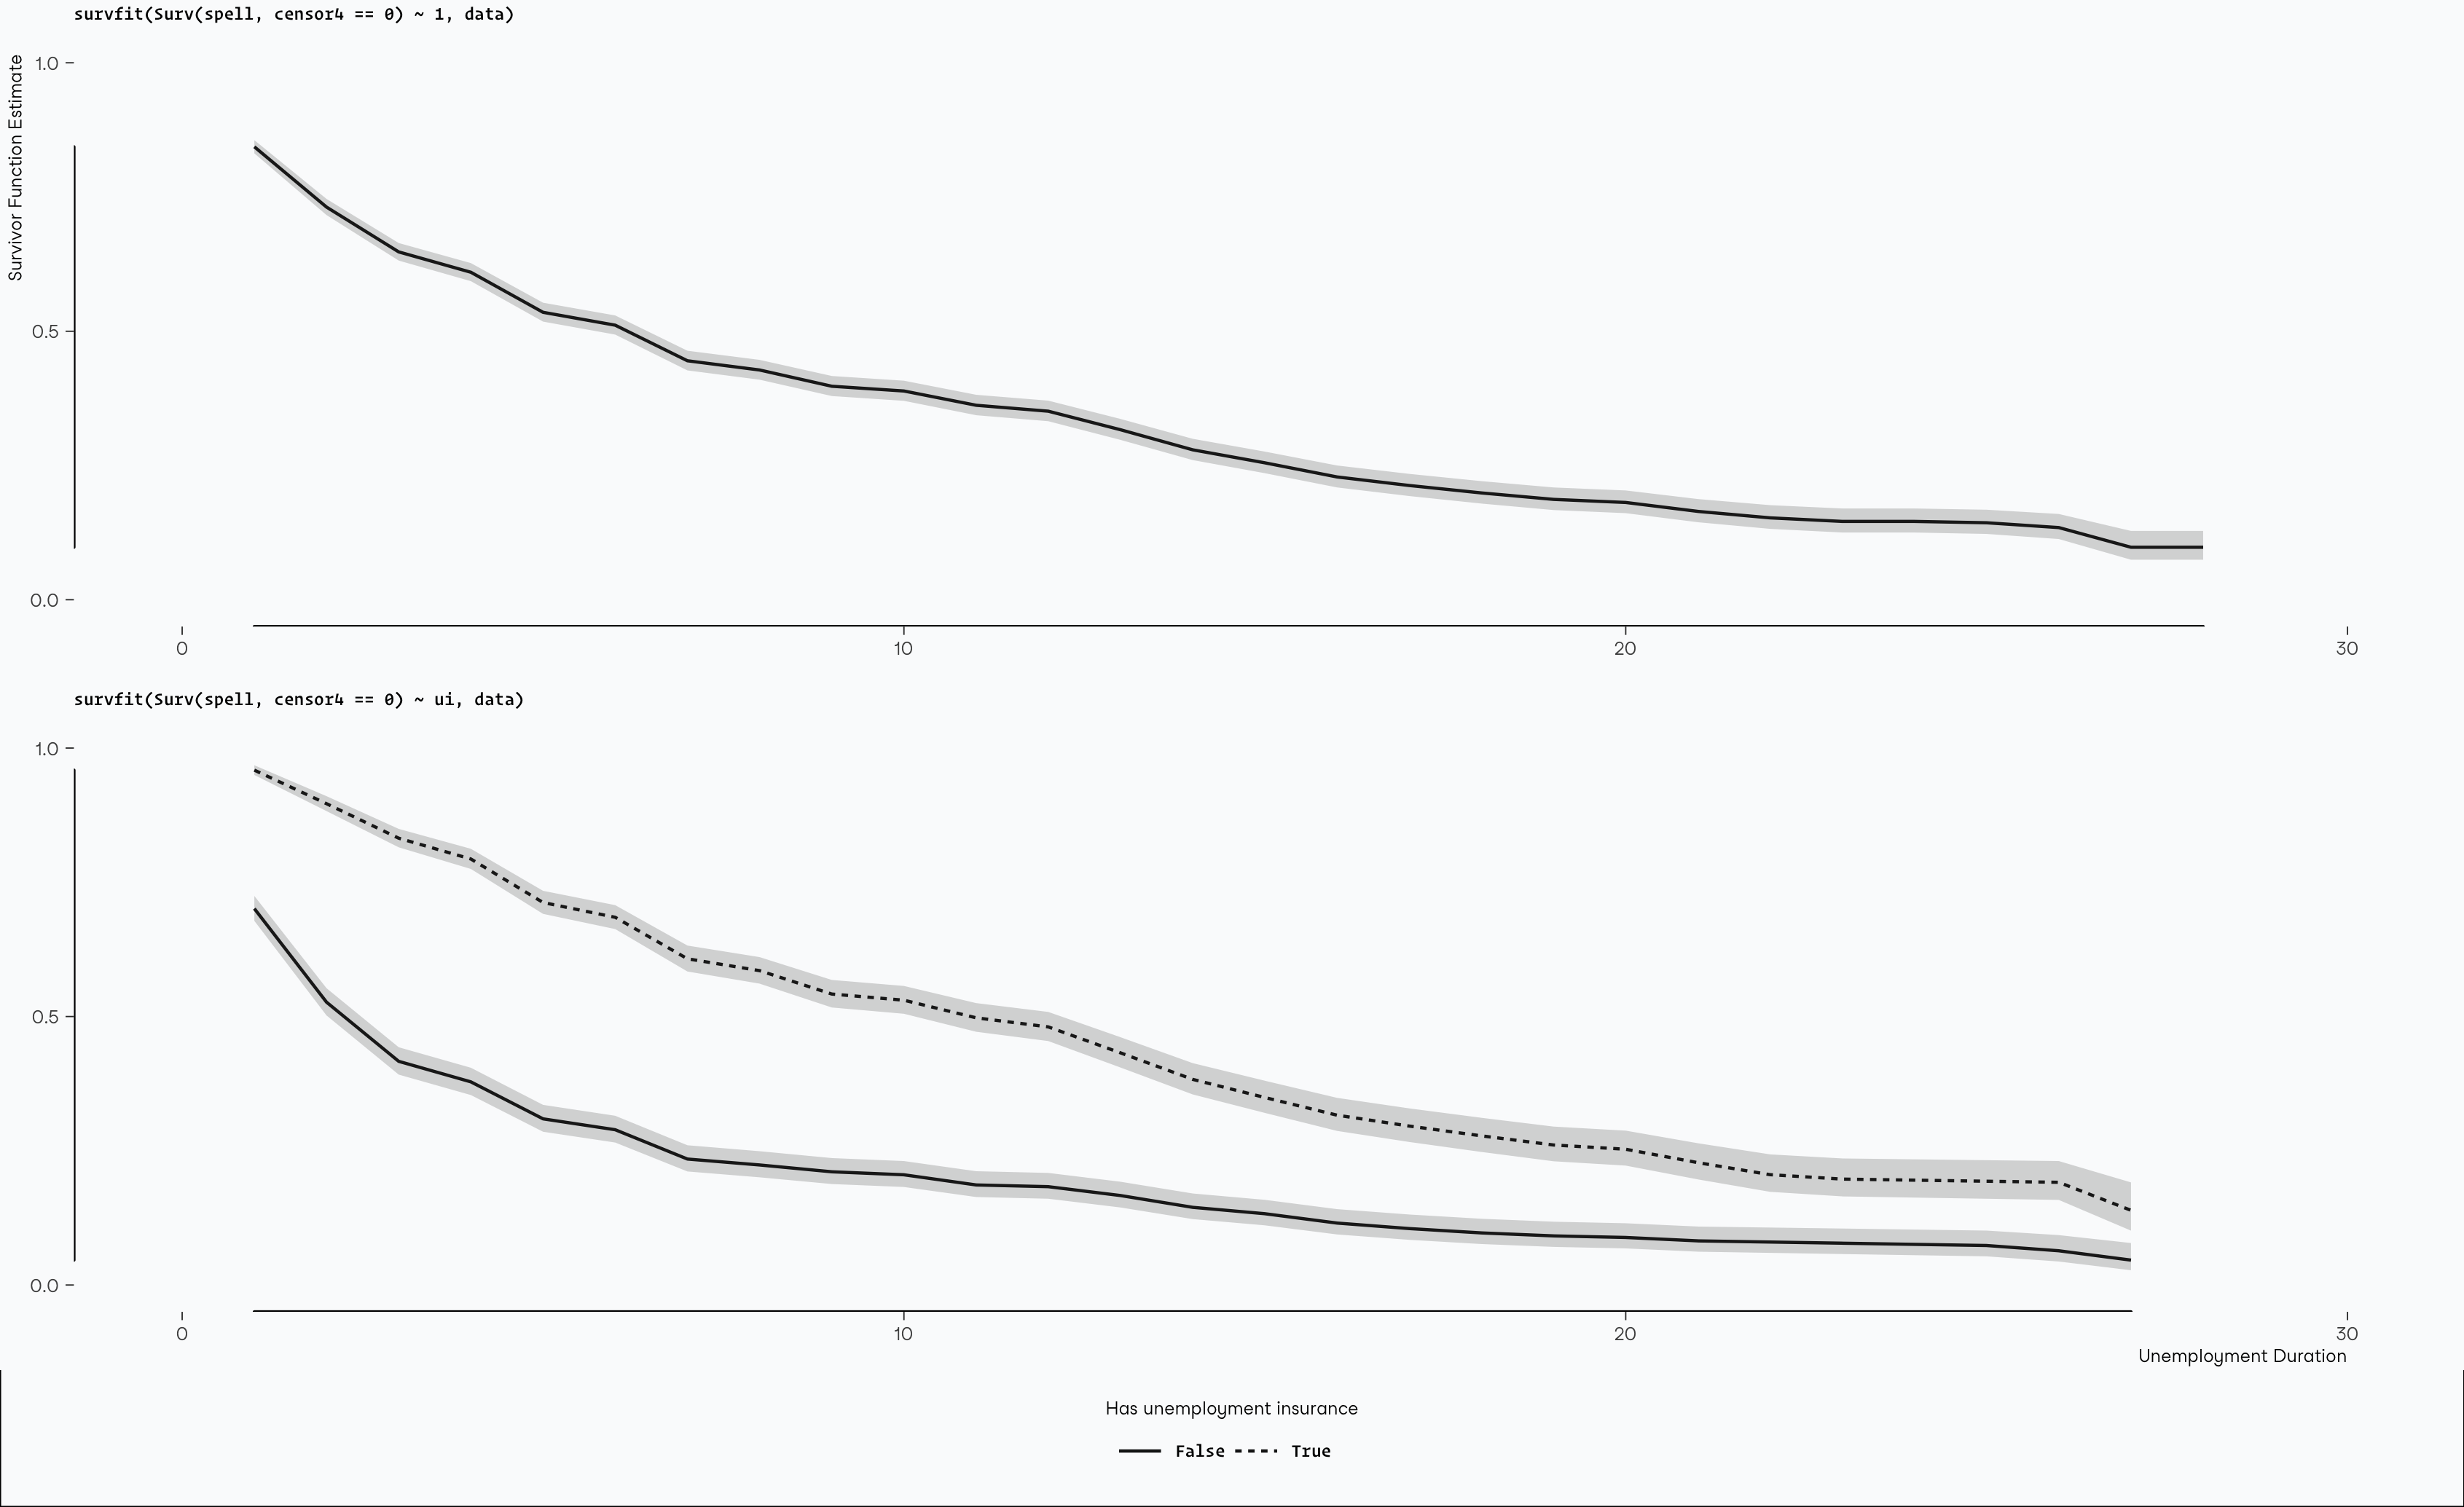 survfit(Surv(spell, censor4 == 0) ~ 1, data)
Survivor Function Estimate
1.0
0.5
0.0
0 10 20 30
survfit(Surv(spell, censor4 == 0) ~ ui, data)
1.0
0.5
0.0
0 10 20 30
Unemployment Duration
Has unemployment insurance
False True